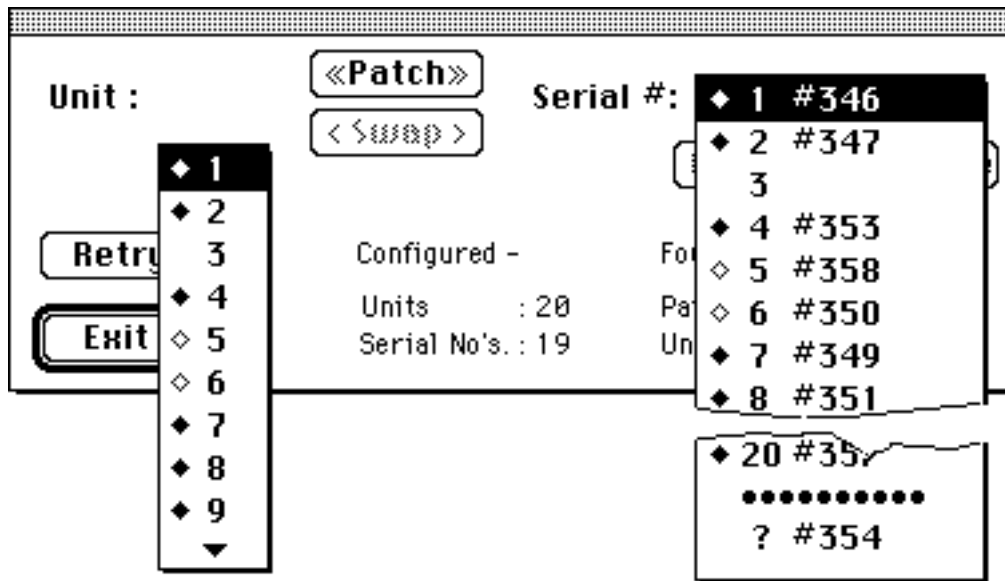 Unit :
«Patch»
< Swap >
Serial #:
◆ 1 #346
◆ 2 #347
3
◆ 4 #353
◇ 5 #358
◇ 6 #350
◆ 7 #349
◆ 8 #351
◆ 20
●●●●●●●●●●
? #354
◆ 1
◆ 2
3
◆ 4
◇ 5
◇ 6
◆ 7
◆ 8
◆ 9
▼
Retry
Exit
Configured -
Units : 20
Serial No's. : 19